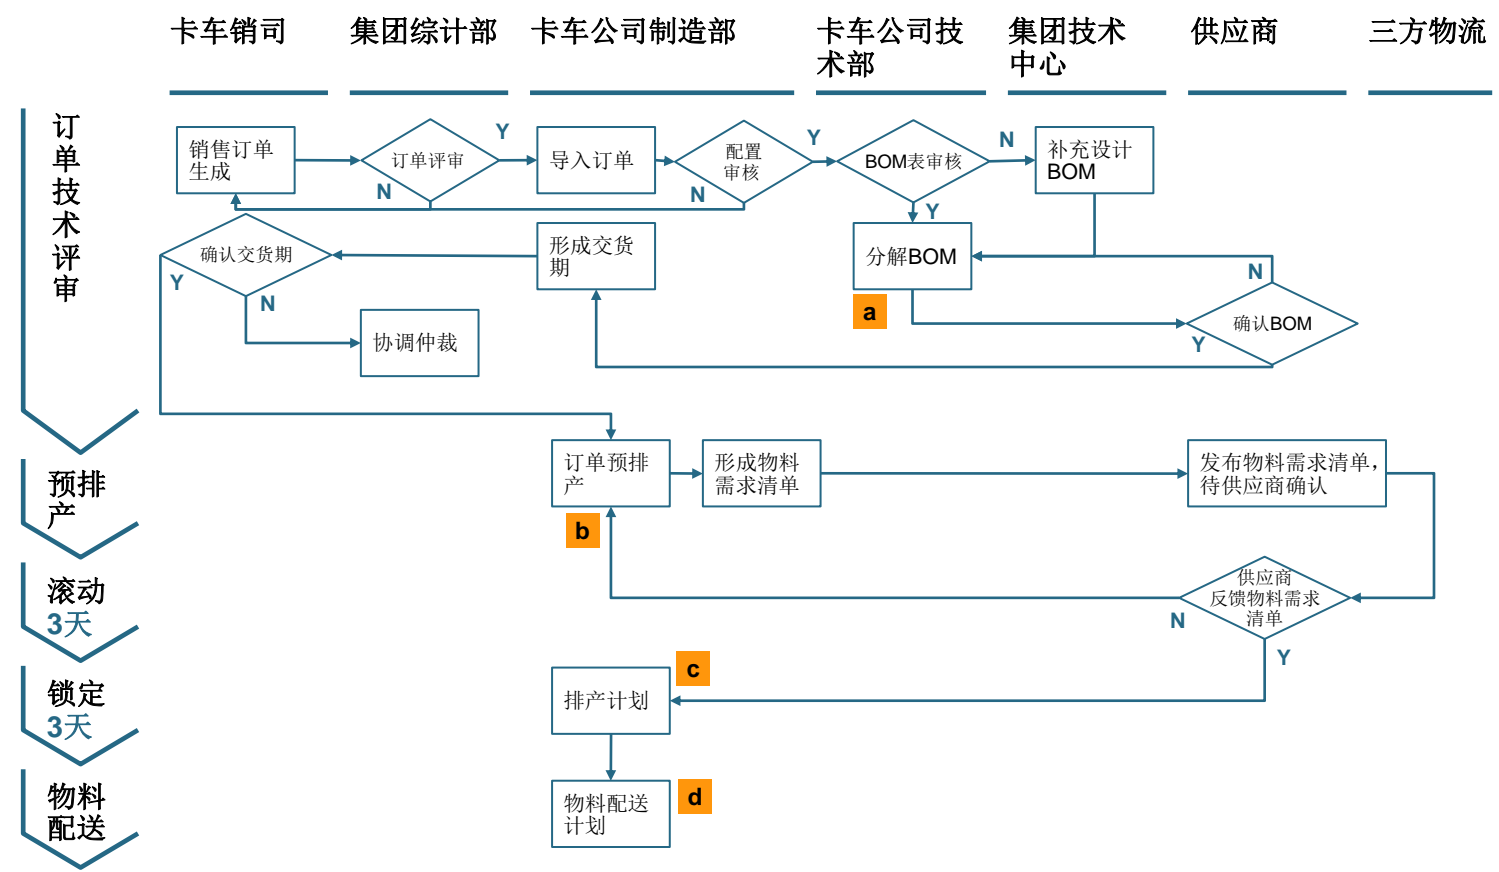 卡车销司
集团综计部
卡车公司制造部
卡车公司技
术部
集团技术
中心
供应商
三方物流
订
单
技
术
评
审
销售订单
生成
订单评审
Y
N
导入订单
配置
审核
Y
N
BOM表审核
N
Y
补充设计
BOM
确认交货期
Y
N
形成交货
期
分解BOM
a
N
确认BOM
Y
协调仲裁
预排
产
订单预排
产
b
形成物料
需求清单
发布物料需求清单，
待供应商确认
滚动
3天
供应商
反馈物料需求
清单
N
Y
锁定
3天
排产计划
c
物料
配送
物料配送
计划
d